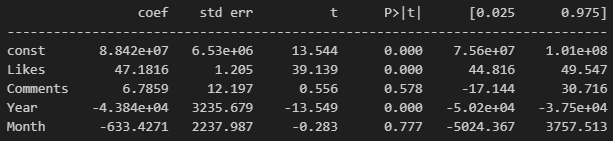 coef std err t P>|t| [0.025 0.975]
------------------------------------------------------------------------------
const 8.842e+07 6.53e+06 13.544 0.000 7.56e+07 1.01e+08
Likes 47.1816 1.205 39.139 0.000 44.816 49.547
Comments 6.7859 12.197 0.556 0.578 -17.144 30.716
Year -4.384e+04 3235.679 -13.549 0.000 -5.02e+04 -3.75e+04
Month -633.4271 2237.987 -0.283 0.777 -5024.367 3757.513